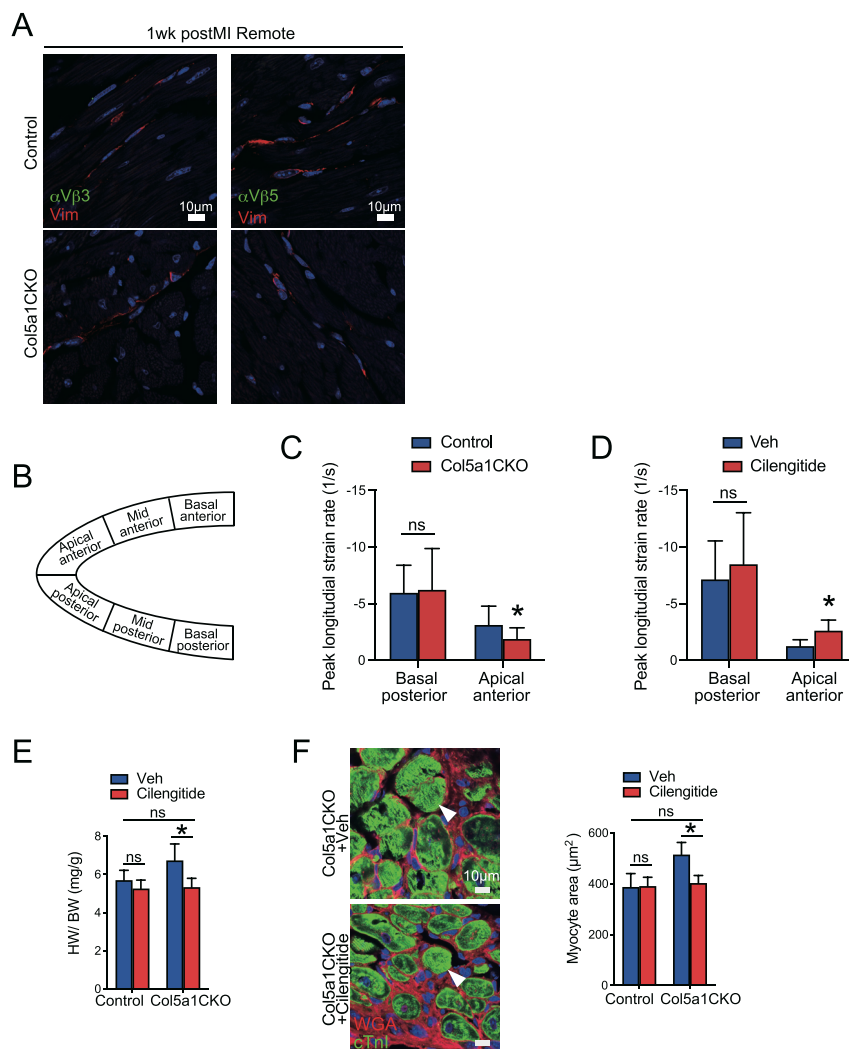 A
1wk postMI Remote
Control
αVβ3
Vim
10μm
αVβ5
Vim
10μm
Col5a1CKO
B
Apical anterior
Mid anterior
Basal anterior
Apical posterior
Mid posterior
Basal posterior
C
Control
Col5a1CKO
Peak longitudial strain rate (1/s)
-15
-10
-5
0
ns
*
Basal posterior
Apical anterior
D
Veh
Cilengitide
Peak longitudial strain rate (1/s)
-15
-10
-5
0
ns
*
Basal posterior
Apical anterior
E
Veh
Cilengitide
HW/ BW (mg/g)
8
6
4
2
0
ns
ns
*
Control
Col5a1CKO
F
Col5a1CKO
+Veh
10μm
Col5a1CKO
+Cilengitide
WGA
cTnI
Veh
Cilengitide
Myocyte area (μm²)
600
400
200
0
ns
ns
*
Control
Col5a1CKO